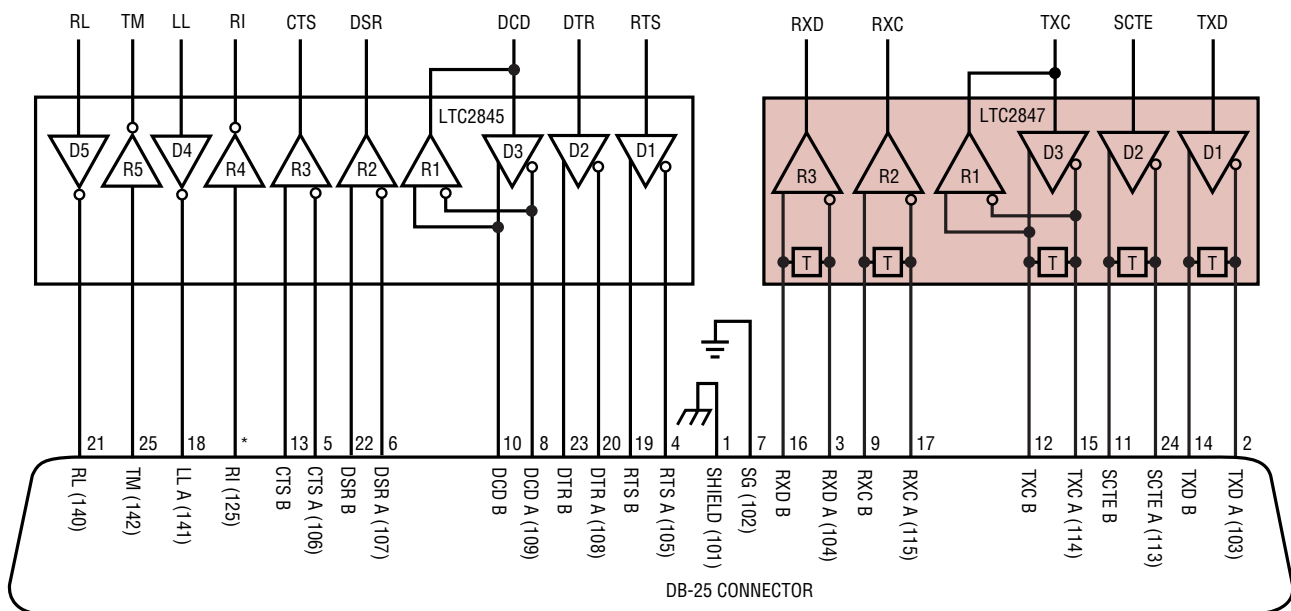 RL TM LL RI CTS DSR DCD DTR RTS RXD RXC TXC SCTE TXD
LTC2845 LTC2847
D5 R5 D4 R4 R3 R2 R1 D3 D2 D1 R3 R2 R1 D3 D2 D1
T T T T T
21 25 18 * 13 5 22 6 10 8 23 20 19 4 1 7 16 3 9 17 12 15 11 24 14 2
RL (140)
TM (142)
LL A (141)
RI (125)
CTS B
CTS A (106)
DSR B
DSR A (107)
DCD B
DCD A (109)
DTR B
DTR A (108)
RTS B
RTS A (105)
SHIELD (101)
SG (102)
RXD B
RXD A (104)
RXC B
RXC A (115)
TXC B
TXC A (114)
SCTE B
SCTE A (113)
TXD B
TXD A (103)
DB-25 CONNECTOR